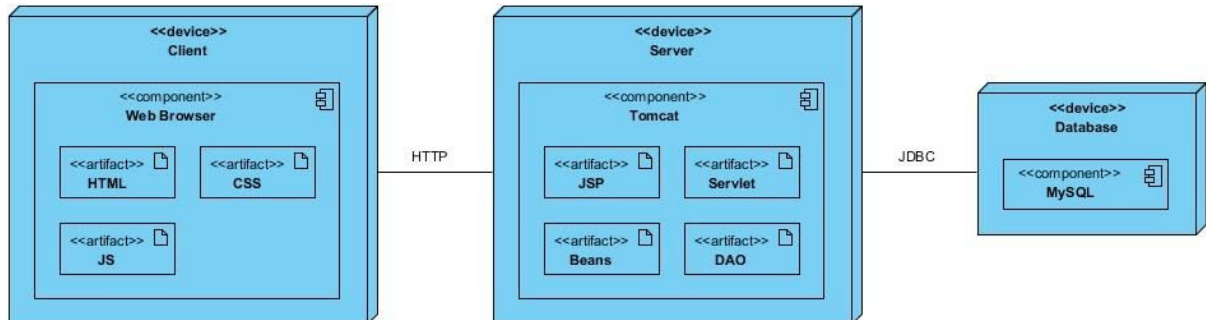 <<device>>
Client
<<component>>
Web Browser
<<artifact>>
HTML
<<artifact>>
CSS
<<artifact>>
JS
HTTP
<<device>>
Server
<<component>>
Tomcat
<<artifact>>
JSP
<<artifact>>
Servlet
<<artifact>>
Beans
<<artifact>>
DAO
JDBC
<<device>>
Database
<<component>>
MySQL